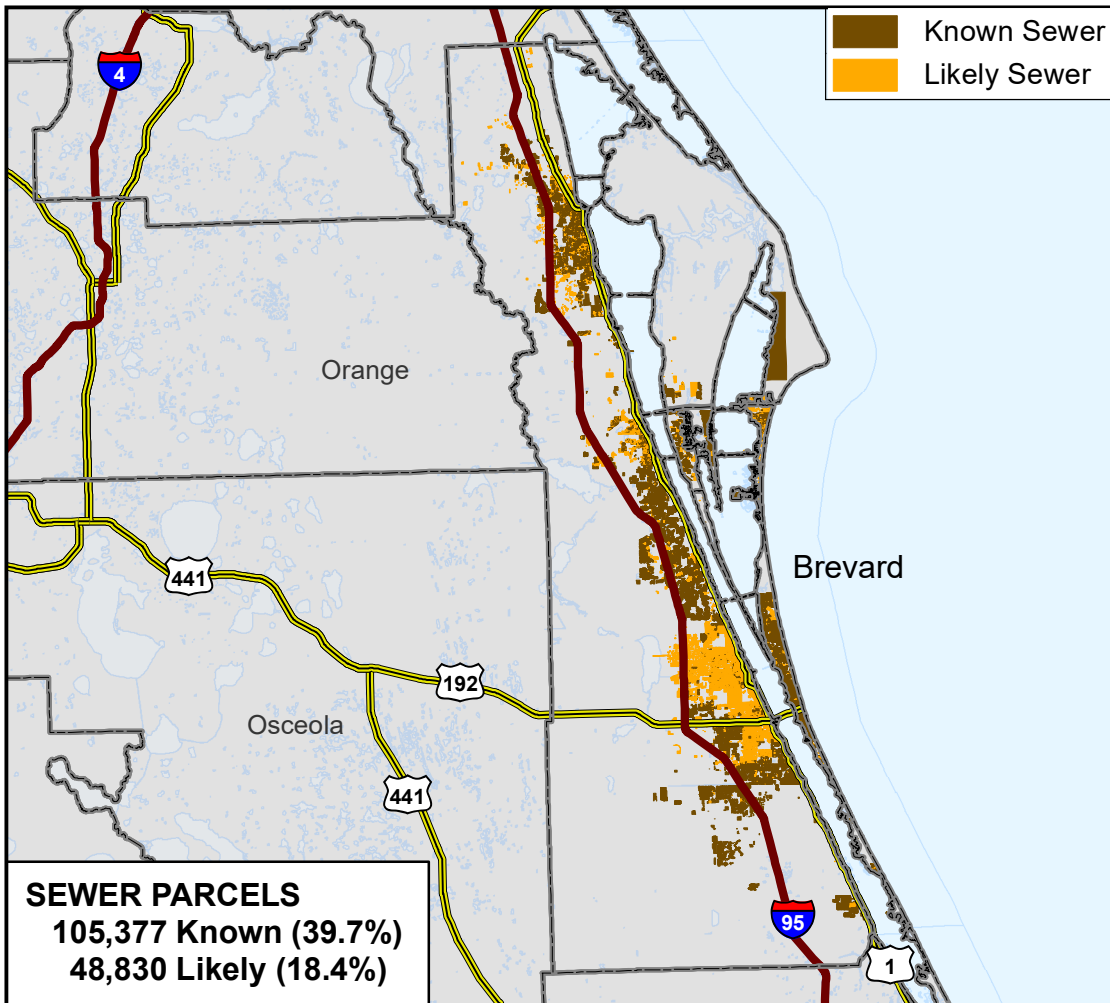 Known Sewer
Likely Sewer
4
Orange
Brevard
441
192
Osceola
441
95
1
SEWER PARCELS
105,377 Known (39.7%)
48,830 Likely (18.4%)